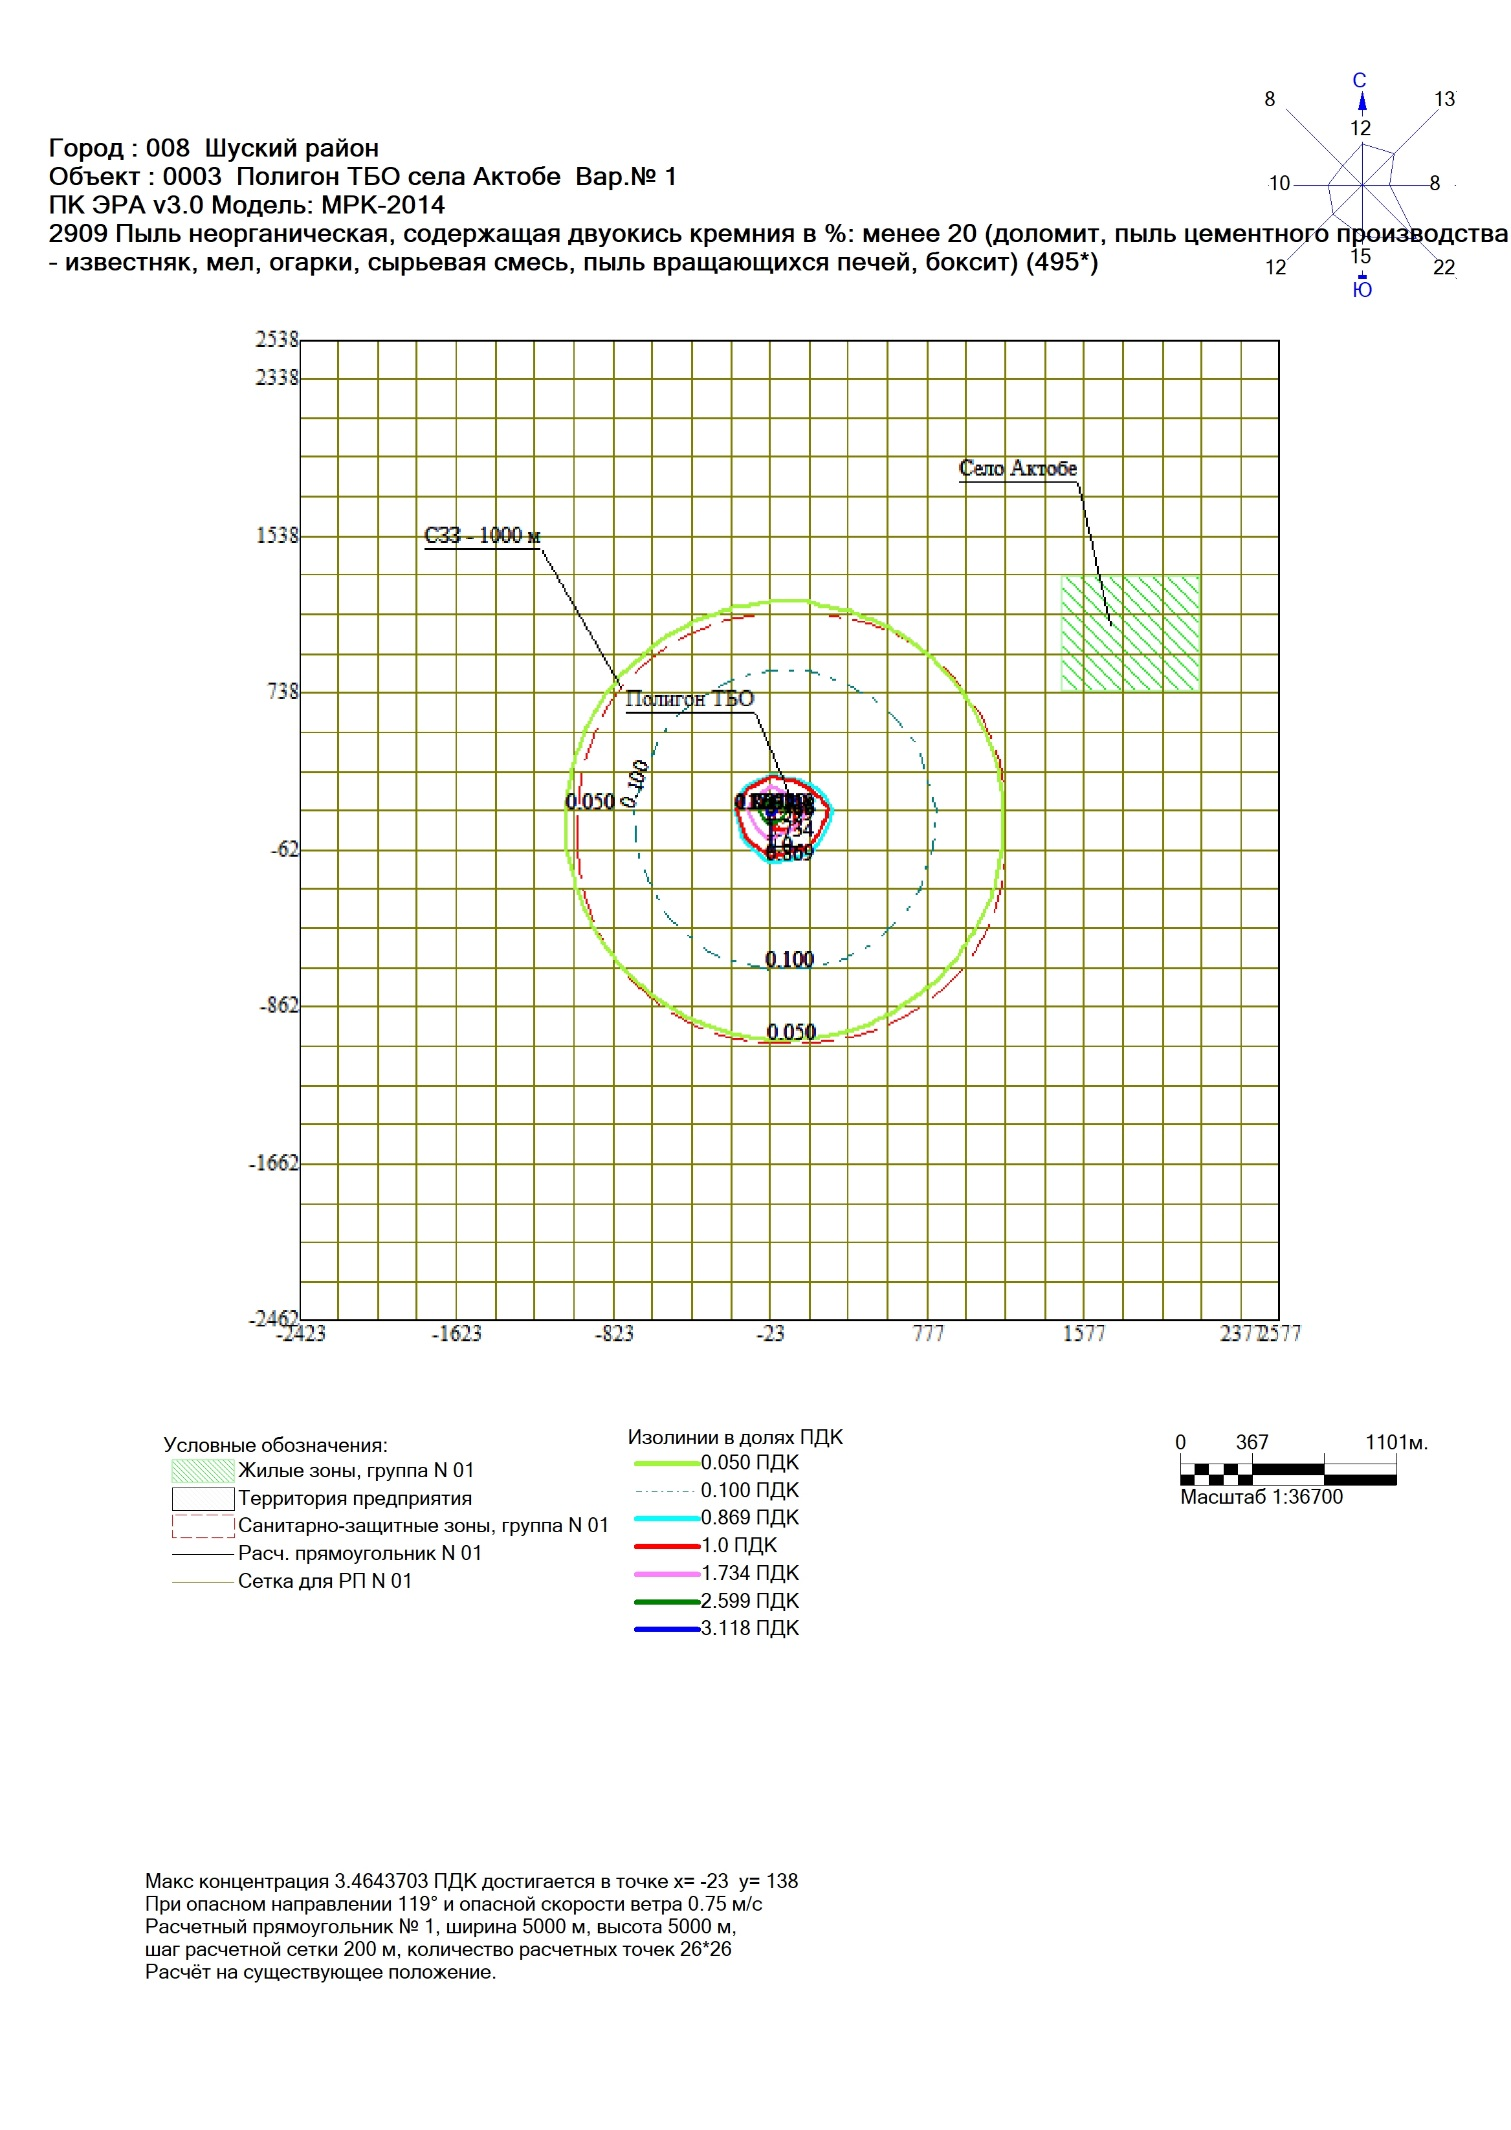 С
8
13
12
10
8
12
15
22
Ю
Город : 008 Шуский район
Объект : 0003 Полигон ТБО села Актобе Вар.№ 1
ПК ЭРА v3.0 Модель: МРК-2014
2909 Пыль неорганическая, содержащая двуокись кремния в %: менее 20 (доломит, пыль цементного производства
- известняк, мел, огарки, сырьевая смесь, пыль вращающихся печей, боксит) (495*)
2538
2338
Село Актобе
1538
СЗЗ - 1000 м
738
Полигон ТБО
0.100
0.050
-62
0.869
0.100
-862
0.050
-1662
-2462
-2423
-1623
-823
-23
777
1577
2377
2577
Условные обозначения:
Жилые зоны, группа N 01
Территория предприятия
Санитарно-защитные зоны, группа N 01
Расч. прямоугольник N 01
Сетка для РП N 01
Изолинии в долях ПДК
0.050 ПДК
0.100 ПДК
0.869 ПДК
1.0 ПДК
1.734 ПДК
2.599 ПДК
3.118 ПДК
0 367 1101м.
Масштаб 1:36700
Макс концентрация 3.4643703 ПДК достигается в точке x= -23 y= 138
При опасном направлении 119° и опасной скорости ветра 0.75 м/с
Расчетный прямоугольник № 1, ширина 5000 м, высота 5000 м,
шаг расчетной сетки 200 м, количество расчетных точек 26*26
Расчёт на существующее положение.